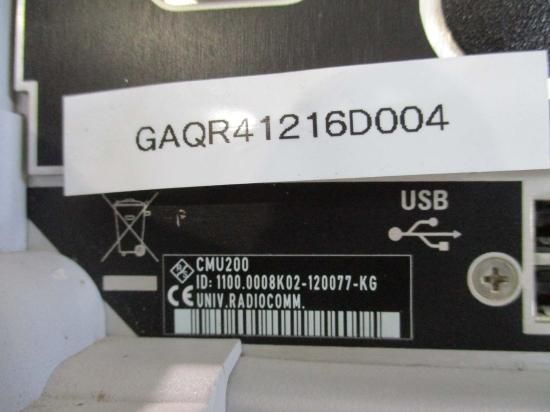 GAQR41216D004
USB
CMU200
ID: 1100.0008K02-120077-KG
UNIV.RADIOCOMM.